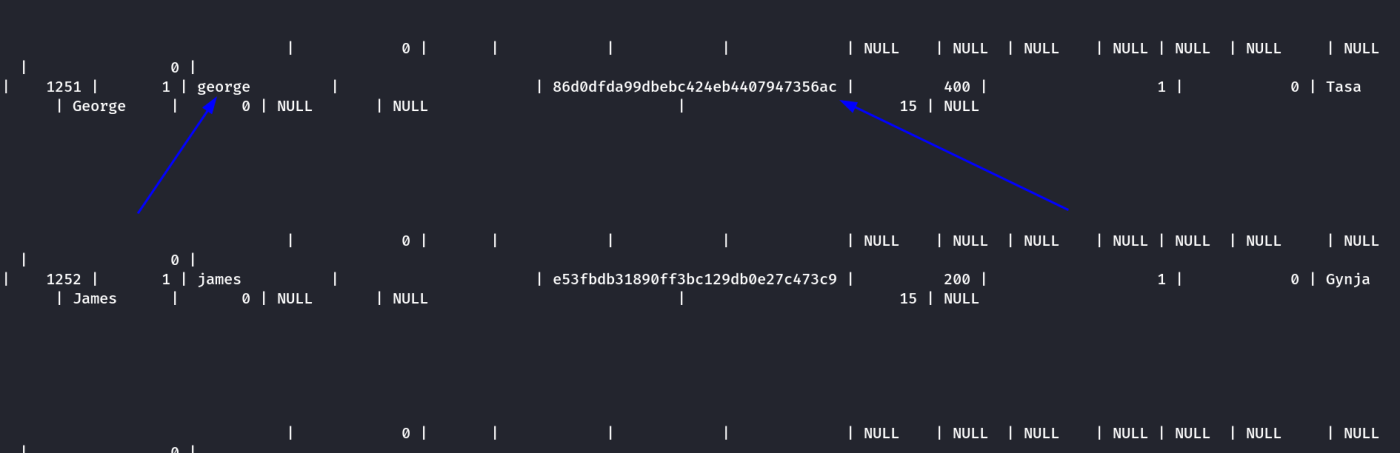 | 0 | | | | | NULL | NULL | NULL | NULL | NULL | NULL | NULL
| 0 |
| 1251 | 1 | george | | 86d0dfda99dbebc424eb4407947356ac | 400 | 1 | 0 | Tasa
| George | 0 | NULL | NULL | 15 | NULL
| 0 | | | | | NULL | NULL | NULL | NULL | NULL | NULL | NULL
| 0 |
| 1252 | 1 | james | | e53fbdb31890ff3bc129db0e27c473c9 | 200 | 1 | 0 | Gynja
| James | 0 | NULL | NULL | 15 | NULL
| 0 | | | | | NULL | NULL | NULL | NULL | NULL | NULL | NULL
| 0 |